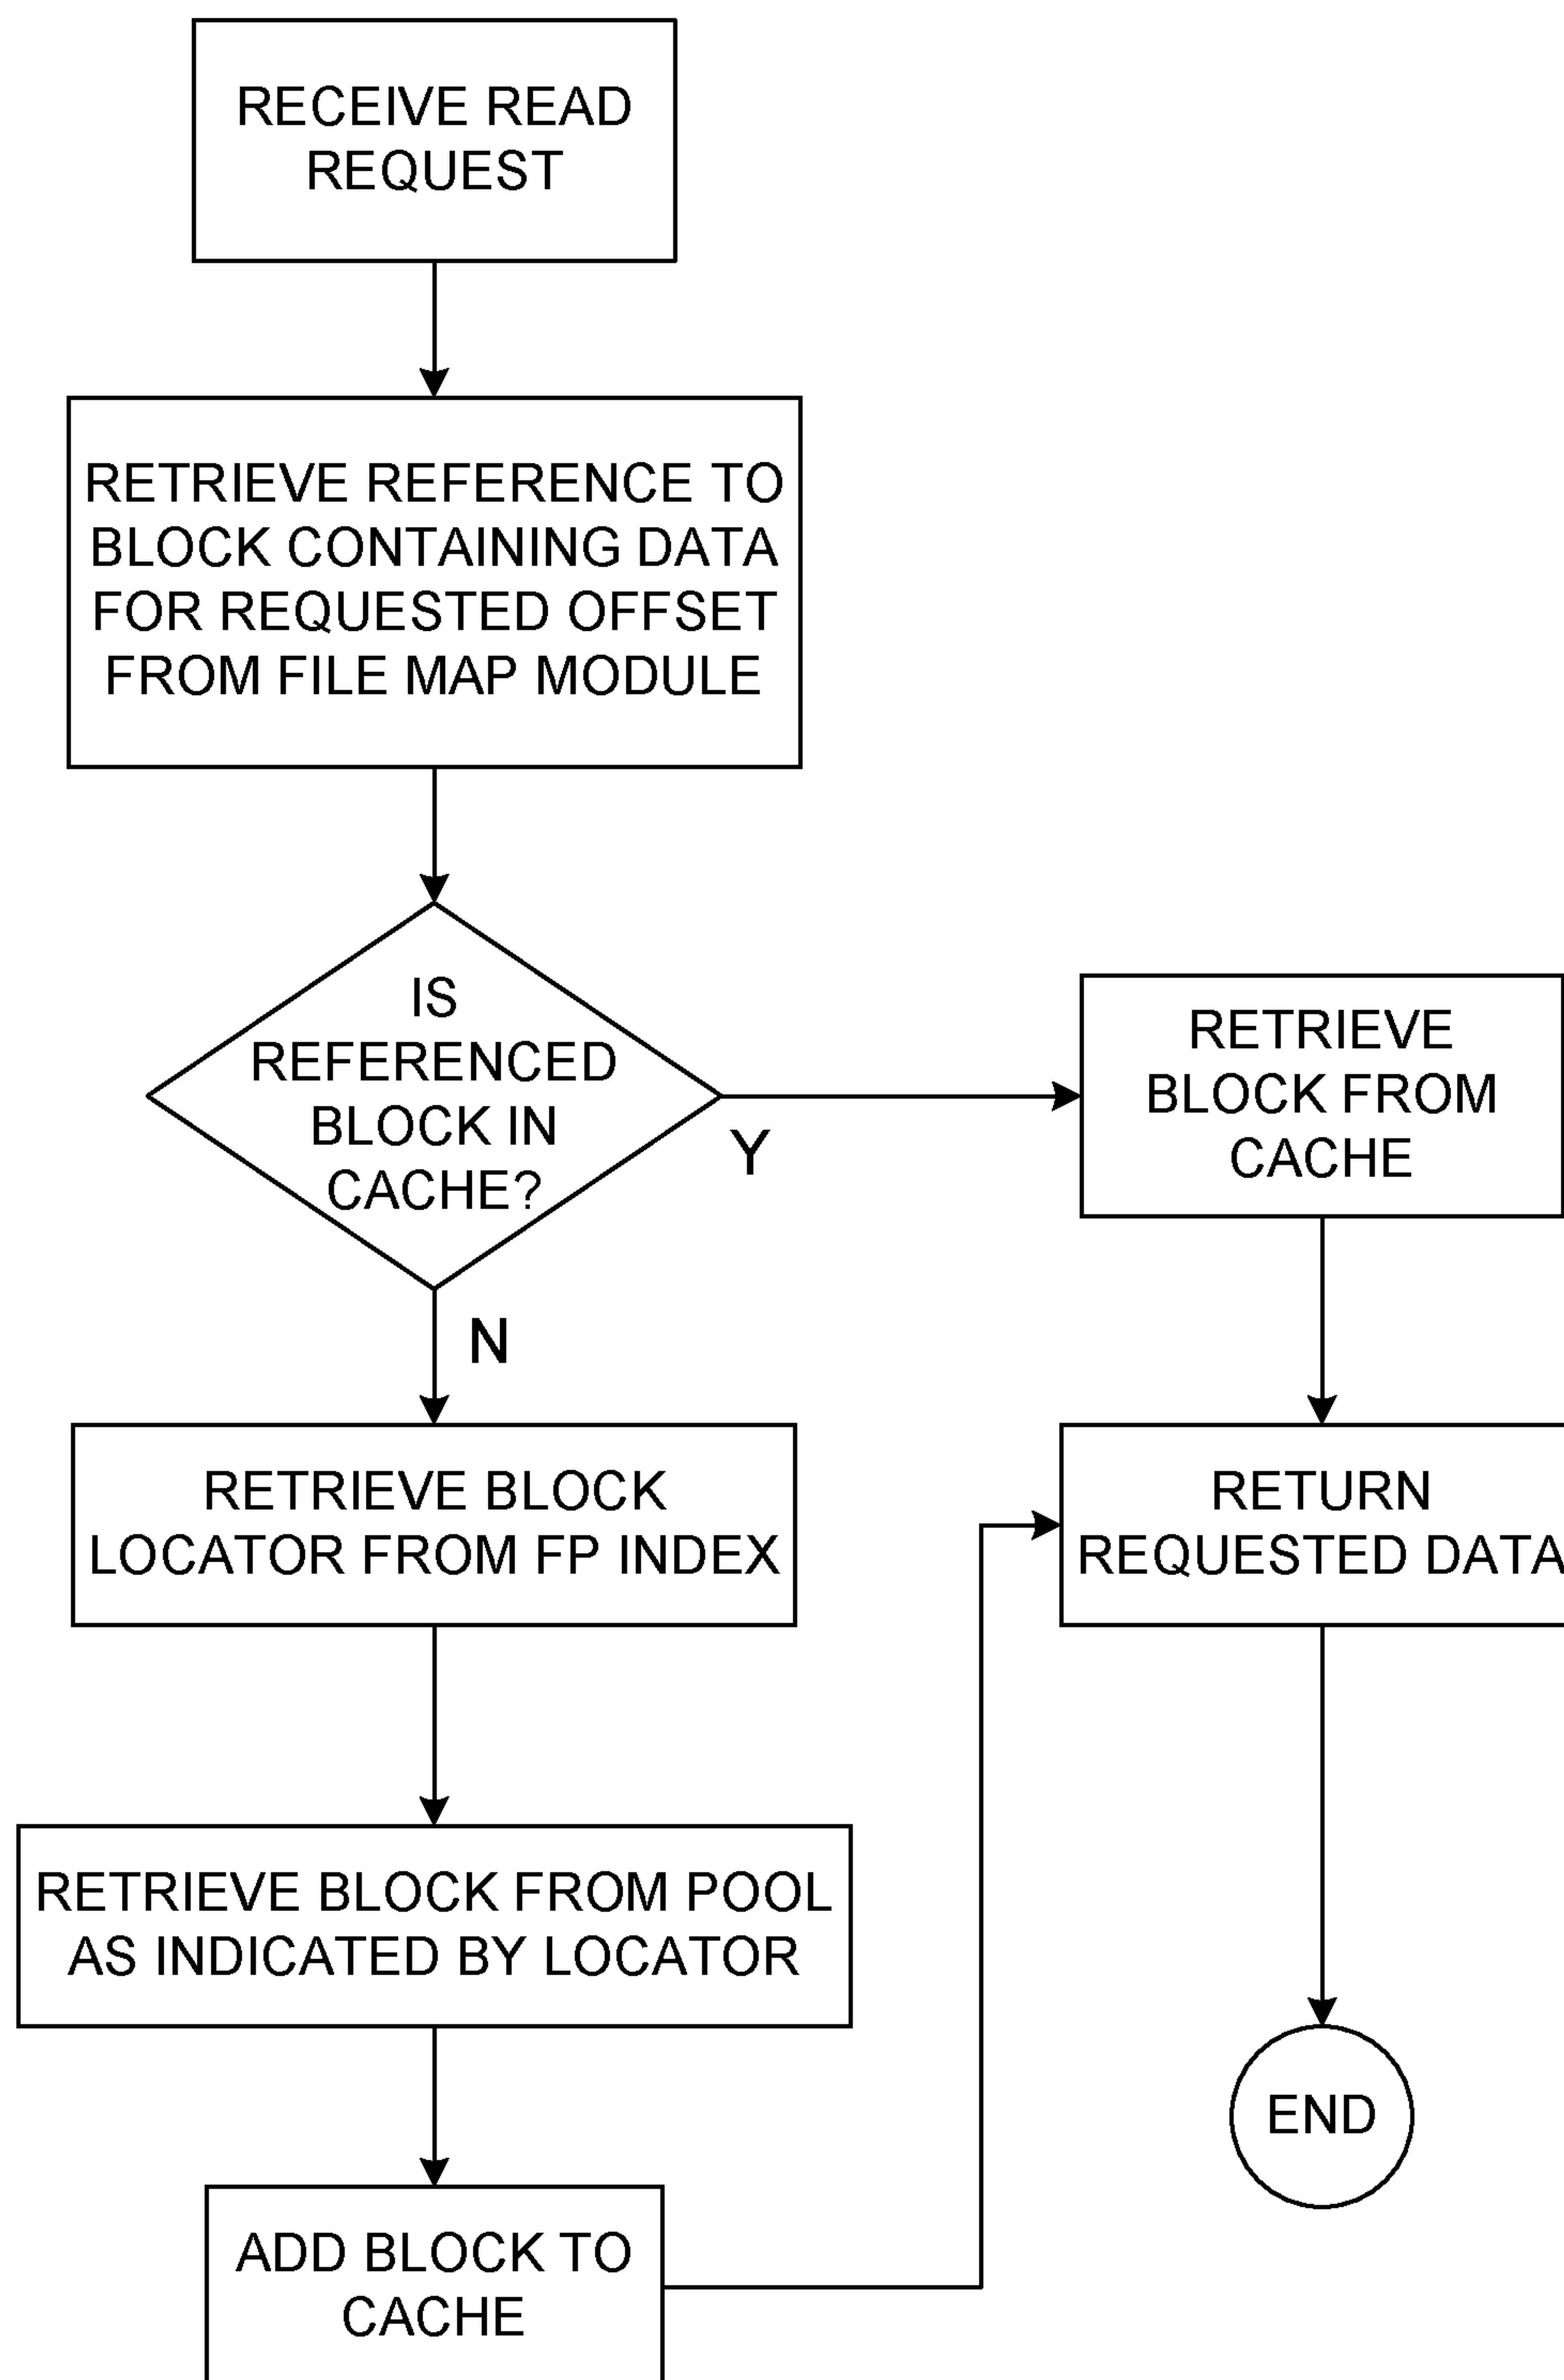 RECEIVE READ
REQUEST
RETRIEVE REFERENCE TO
BLOCK CONTAINING DATA
FOR REQUESTED OFFSET
FROM FILE MAP MODULE
IS
REFERENCED
BLOCK IN
CACHE?
Y
N
RETRIEVE
BLOCK FROM
CACHE
RETRIEVE BLOCK
LOCATOR FROM FP INDEX
RETURN
REQUESTED DATA
RETRIEVE BLOCK FROM POOL
AS INDICATED BY LOCATOR
END
ADD BLOCK TO
CACHE